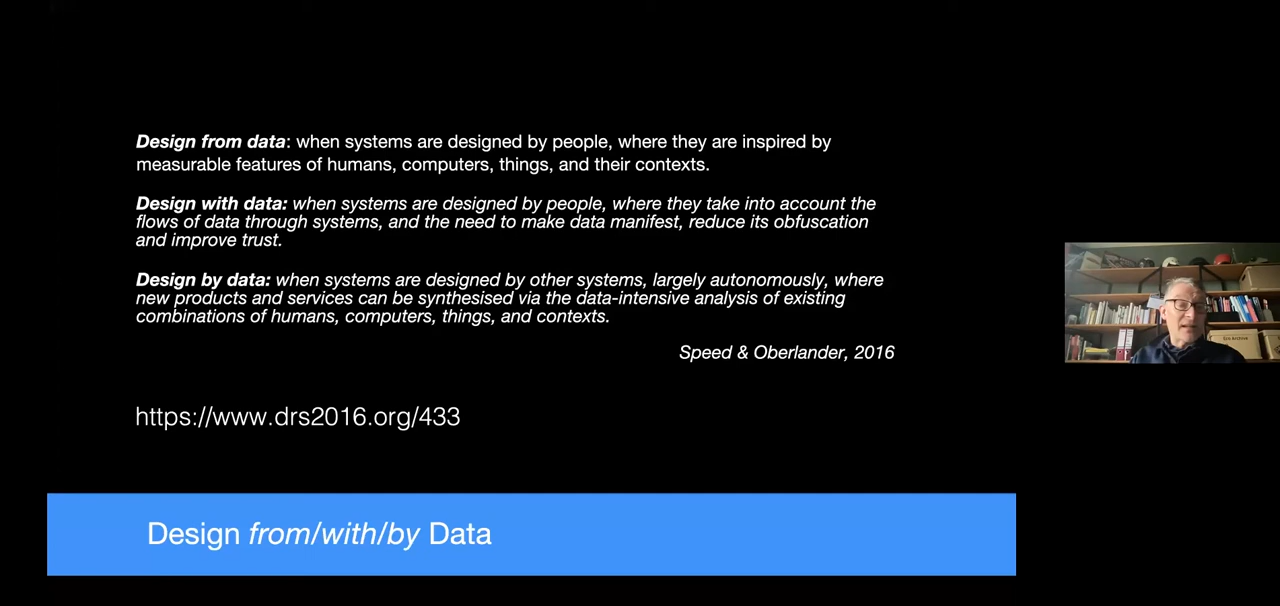 Design from data: when systems are designed by people, where they are inspired by
measurable features of humans, computers, things, and their contexts.
Design with data: when systems are designed by people, where they take into account the
flows of data through systems, and the need to make data manifest, reduce its obfuscation
and improve trust.
Design by data: when systems are designed by other systems, largely autonomously, where
new products and services can be synthesised via the data-intensive analysis of existing
combinations of humans, computers, things, and contexts.
Speed & Oberlander, 2016
https://www.drs2016.org/433
Design from/with/by Data